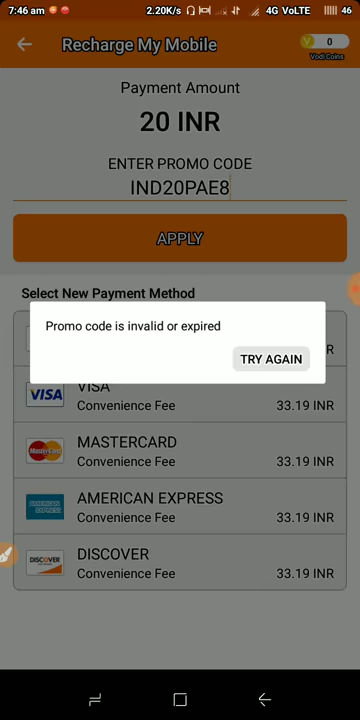 7:46 am 2.20K/s 4G VoLTE 46
Recharge My Mobile
0
Vodi Coins
Payment Amount
20 INR
ENTER PROMO CODE
IND20PAE8
APPLY
Select New Payment Method
Promo code is invalid or expired
R
TRY AGAIN
VISA
VISA
Convenience Fee 33.19 INR
MasterCard
MASTERCARD
Convenience Fee 33.19 INR
AMERICAN EXPRESS
AMERICAN EXPRESS
Convenience Fee 33.19 INR
DISCOVER
DISCOVER
Convenience Fee 33.19 INR